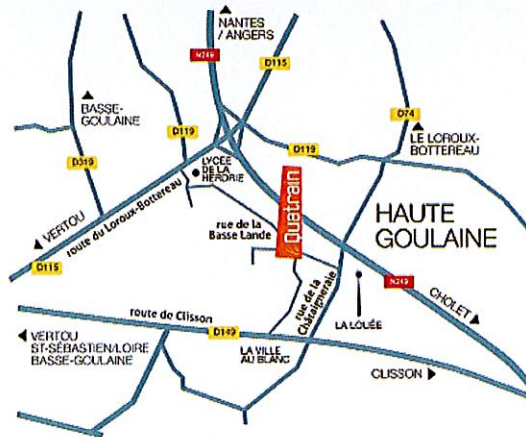 NANTES
/ ANGERS
N249
D115
BASSE-
GOULAINE
D74
LE LOROUX-
BOTTEREAU
D119
D119
D319
LYCÉE
DE LA
HERDRIE
Quatrain
HAUTE
GOULAINE
VERTOU
route du Loroux-Bottereau
rue de la
Basse Lande
D115
rue de la
Châtaigneraie
N249
CHOLET
LA LOUÉE
route de Clisson
D149
VERTOU
ST-SÉBASTIEN/LOIRE
BASSE-GOULAINE
LA VILLE
AU BLANC
CLISSON